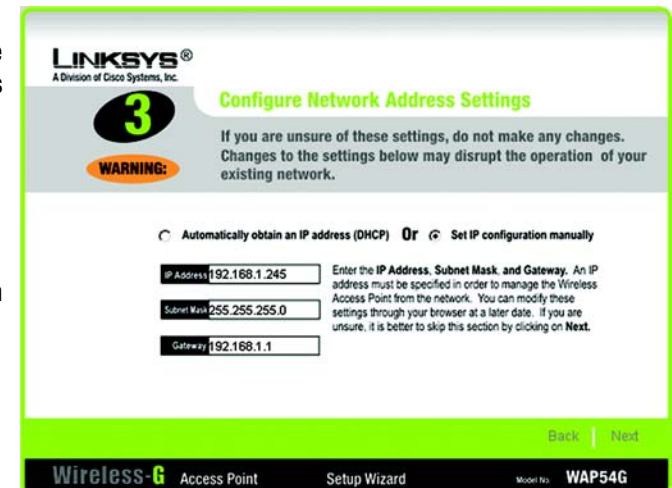 LINKSYS®
A Division of Cisco Systems, Inc.
3
Configure Network Address Settings
WARNING:
If you are unsure of these settings, do not make any changes.
Changes to the settings below may disrupt the operation of your
existing network.
Automatically obtain an IP address (DHCP) Or Set IP configuration manually
IP Address 192.168.1.245
Subnet Mask 255.255.255.0
Gateway 192.168.1.1
Enter the IP Address, Subnet Mask, and Gateway. An IP
address must be specified in order to manage the Wireless
Access Point from the network. You can modify these
settings through your browser at a later date. If you are
unsure, it is better to skip this section by clicking on Next.
Back | Next
Wireless-G Access Point Setup Wizard Model No. WAP54G